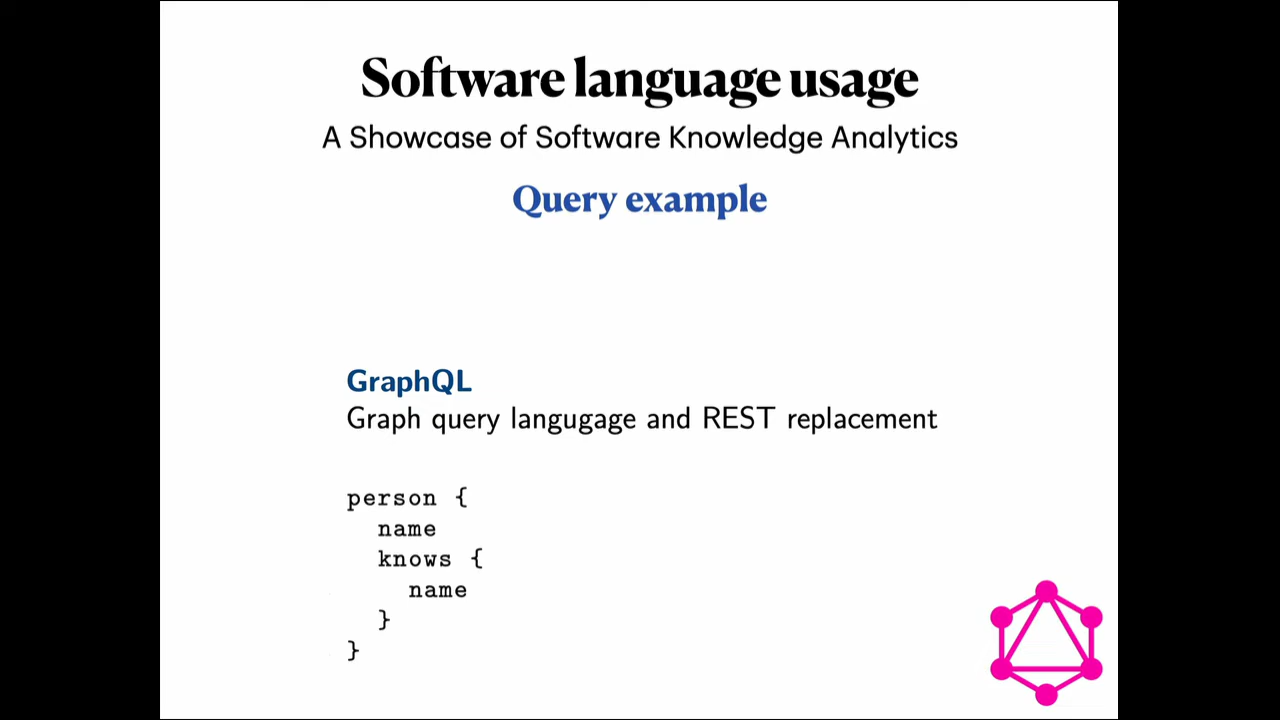 Software language usage
A Showcase of Software Knowledge Analytics
Query example
GraphQL
Graph query langugage and REST replacement
person {
  name
  knows {
    name
  }
}